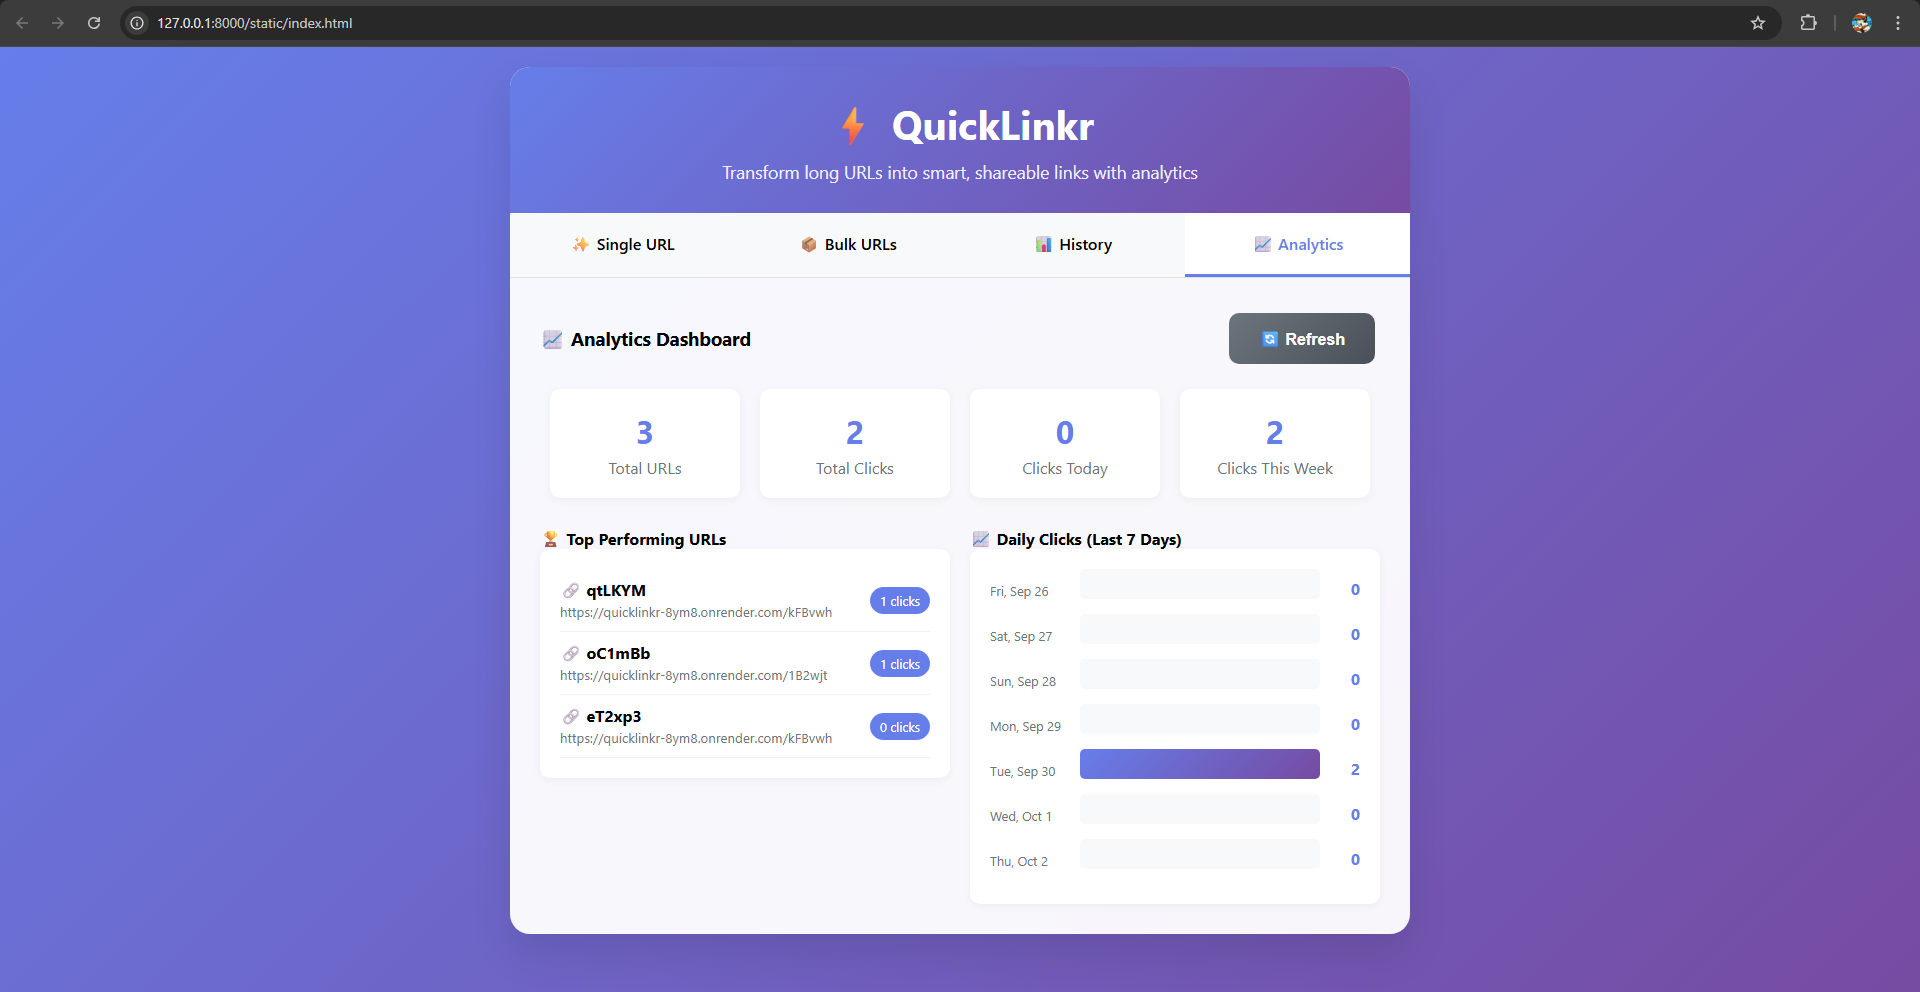 127.0.0.1:8000/static/index.html
⚡ QuickLinkr
Transform long URLs into smart, shareable links with analytics
✨ Single URL
📦 Bulk URLs
📊 History
📈 Analytics
📈 Analytics Dashboard
🔄 Refresh
3
Total URLs
2
Total Clicks
0
Clicks Today
2
Clicks This Week
🏆 Top Performing URLs
🔗 qtLKYM
https://quicklinkr-8ym8.onrender.com/kFBvwh
1 clicks
🔗 oC1mBb
https://quicklinkr-8ym8.onrender.com/1B2wjt
1 clicks
🔗 eT2xp3
https://quicklinkr-8ym8.onrender.com/kFBvwh
0 clicks
📈 Daily Clicks (Last 7 Days)
Fri, Sep 26 0
Sat, Sep 27 0
Sun, Sep 28 0
Mon, Sep 29 0
Tue, Sep 30 2
Wed, Oct 1 0
Thu, Oct 2 0